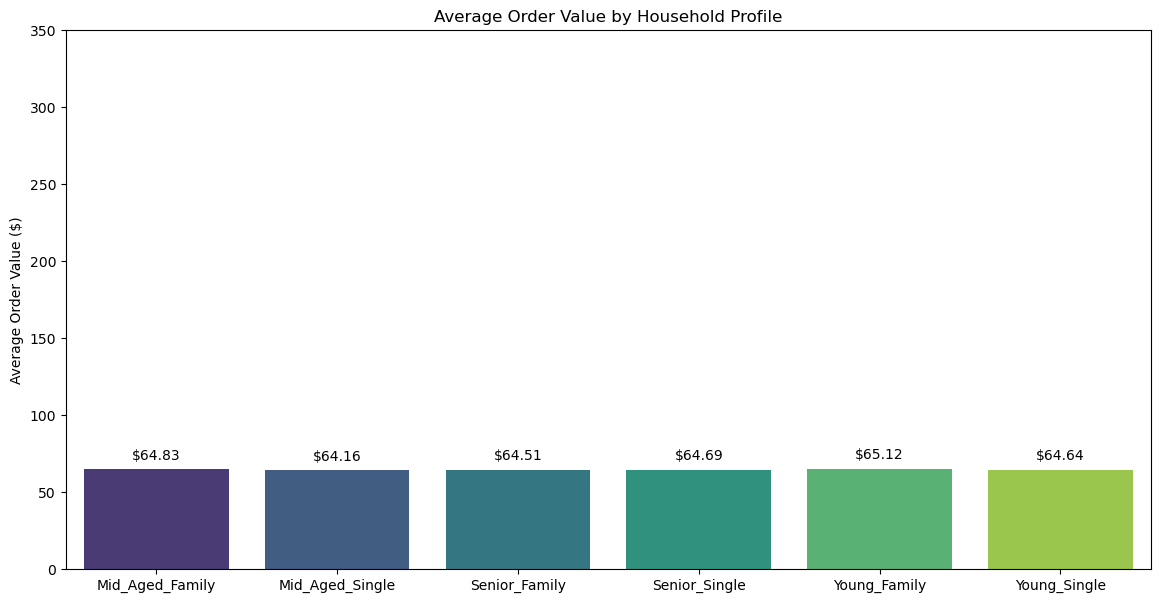 Average Order Value by Household Profile
350
300
250
200
150
100
50
0
Average Order Value ($)
$64.83
$64.16
$64.51
$64.69
$65.12
$64.64
Mid_Aged_Family
Mid_Aged_Single
Senior_Family
Senior_Single
Young_Family
Young_Single